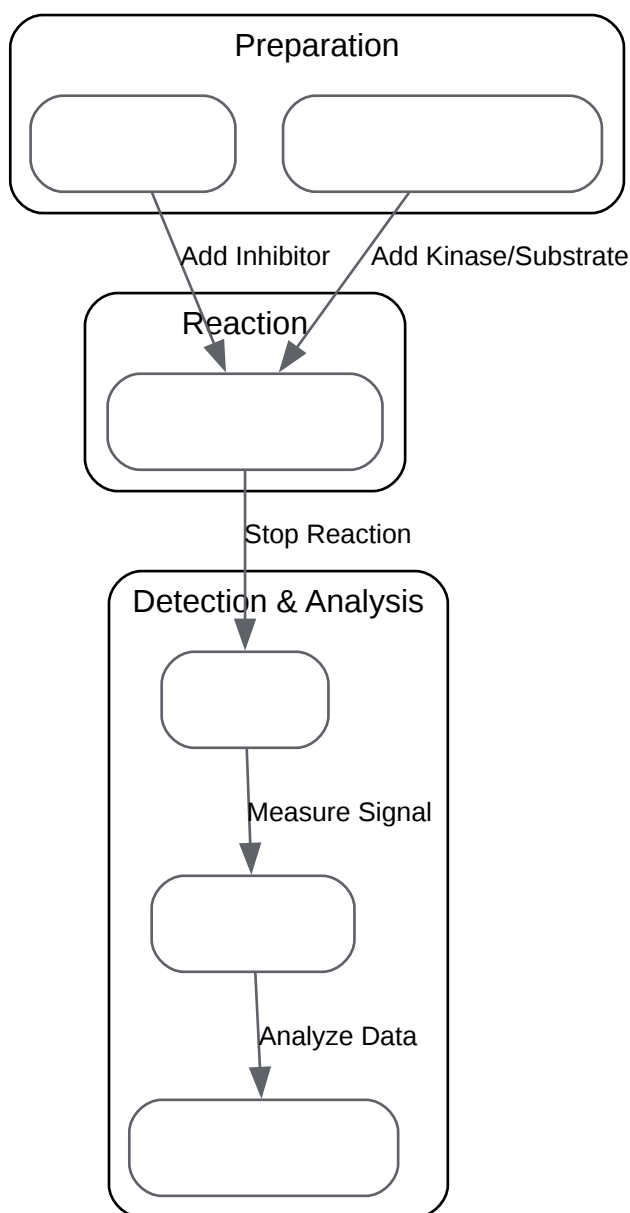 Preparation
Add Inhibitor
Add Kinase/Substrate
Reaction
Stop Reaction
Detection & Analysis
Measure Signal
Analyze Data